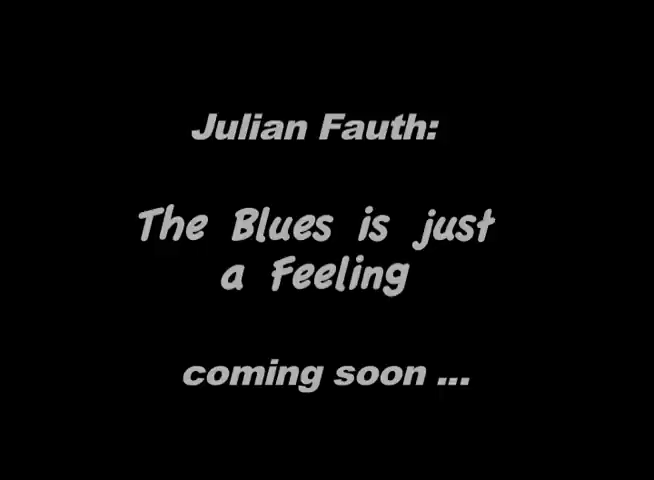 Julian Fauth:
The Blues is just
a Feeling
coming soon ...